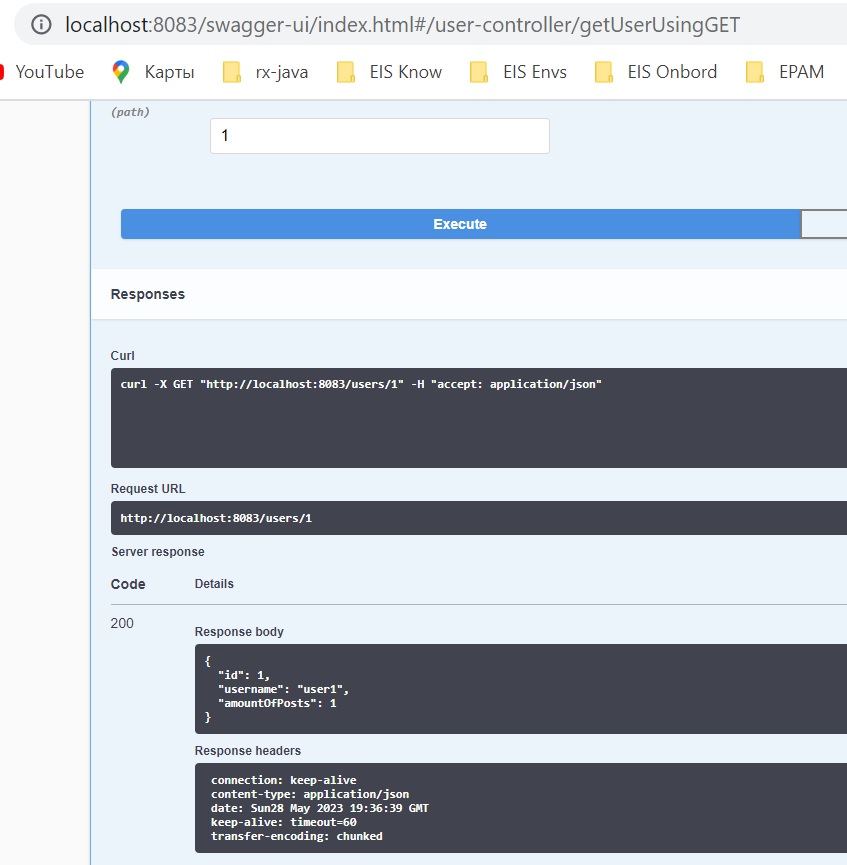 localhost:8083/swagger-ui/index.html#/user-controller/getUserUsingGET
YouTube Карты rx-java EIS Know EIS Envs EIS Onbord EPAM
(path)
1
Execute
Responses
Curl
curl -X GET "http://localhost:8083/users/1" -H "accept: application/json"
Request URL
http://localhost:8083/users/1
Server response
Code Details
200
Response body
{
"id": 1,
"username": "user1",
"amountOfPosts": 1
}
Response headers
connection: keep-alive
content-type: application/json
date: Sun28 May 2023 19:36:39 GMT
keep-alive: timeout=60
transfer-encoding: chunked